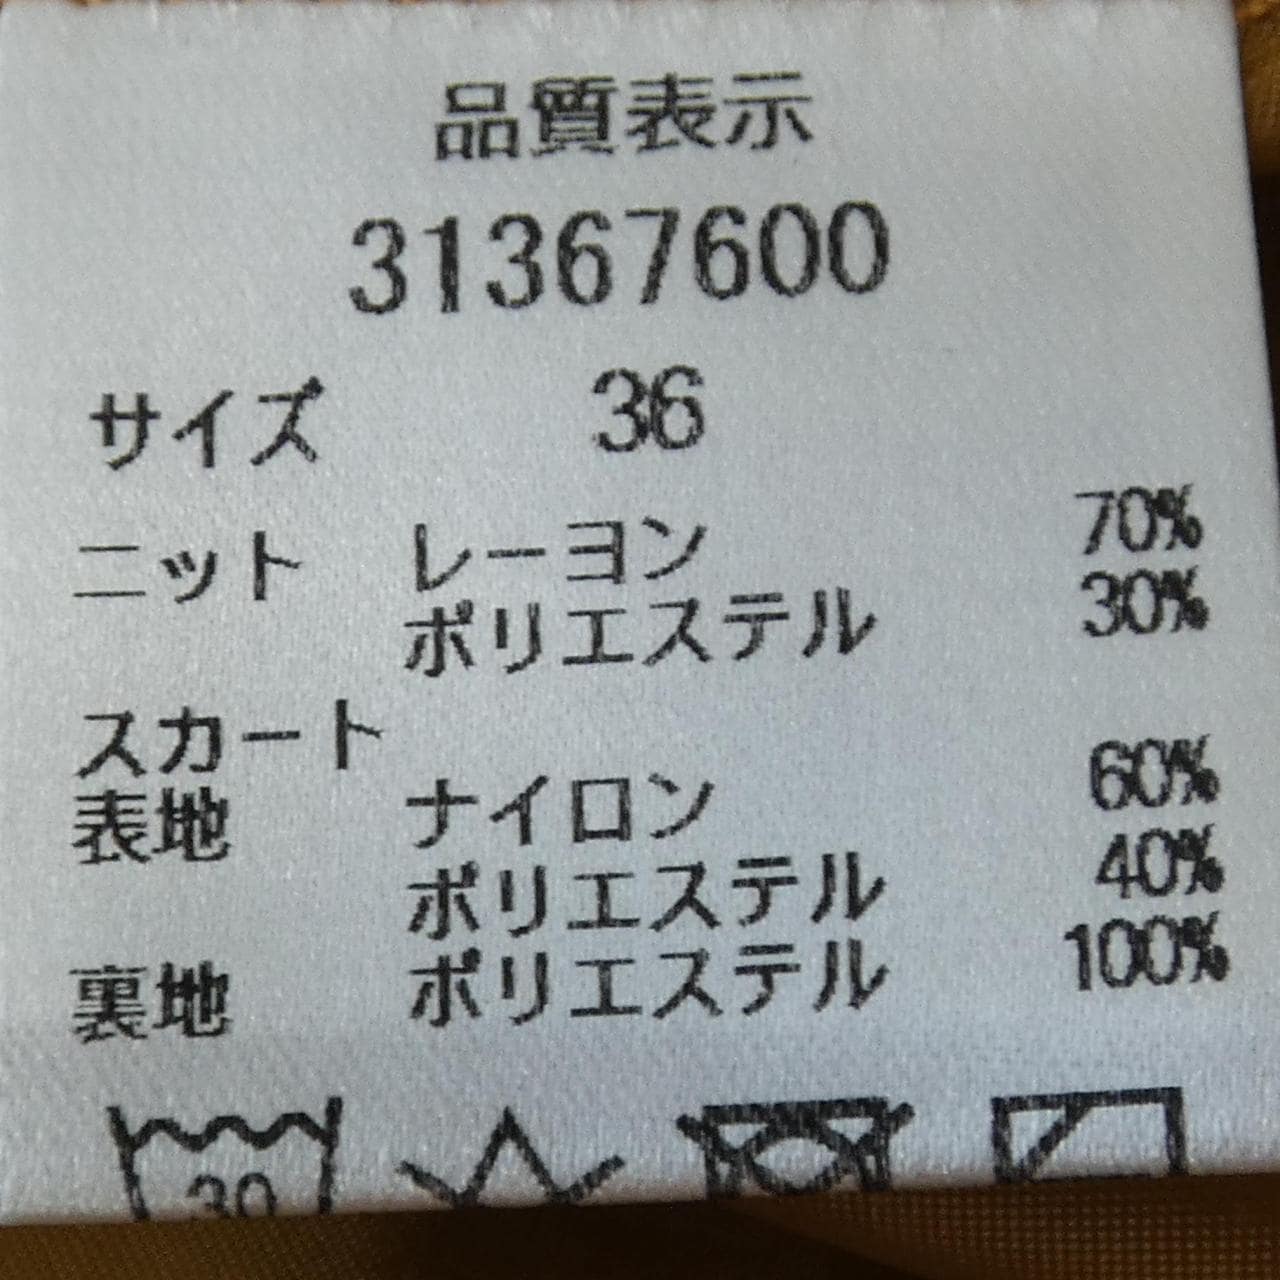 品質表示
31367600
サイズ 36
ニット レーヨン 70%
ポリエステル 30%
スカート
表地 ナイロン 60%
ポリエステル 40%
裏地 ポリエステル 100%
30